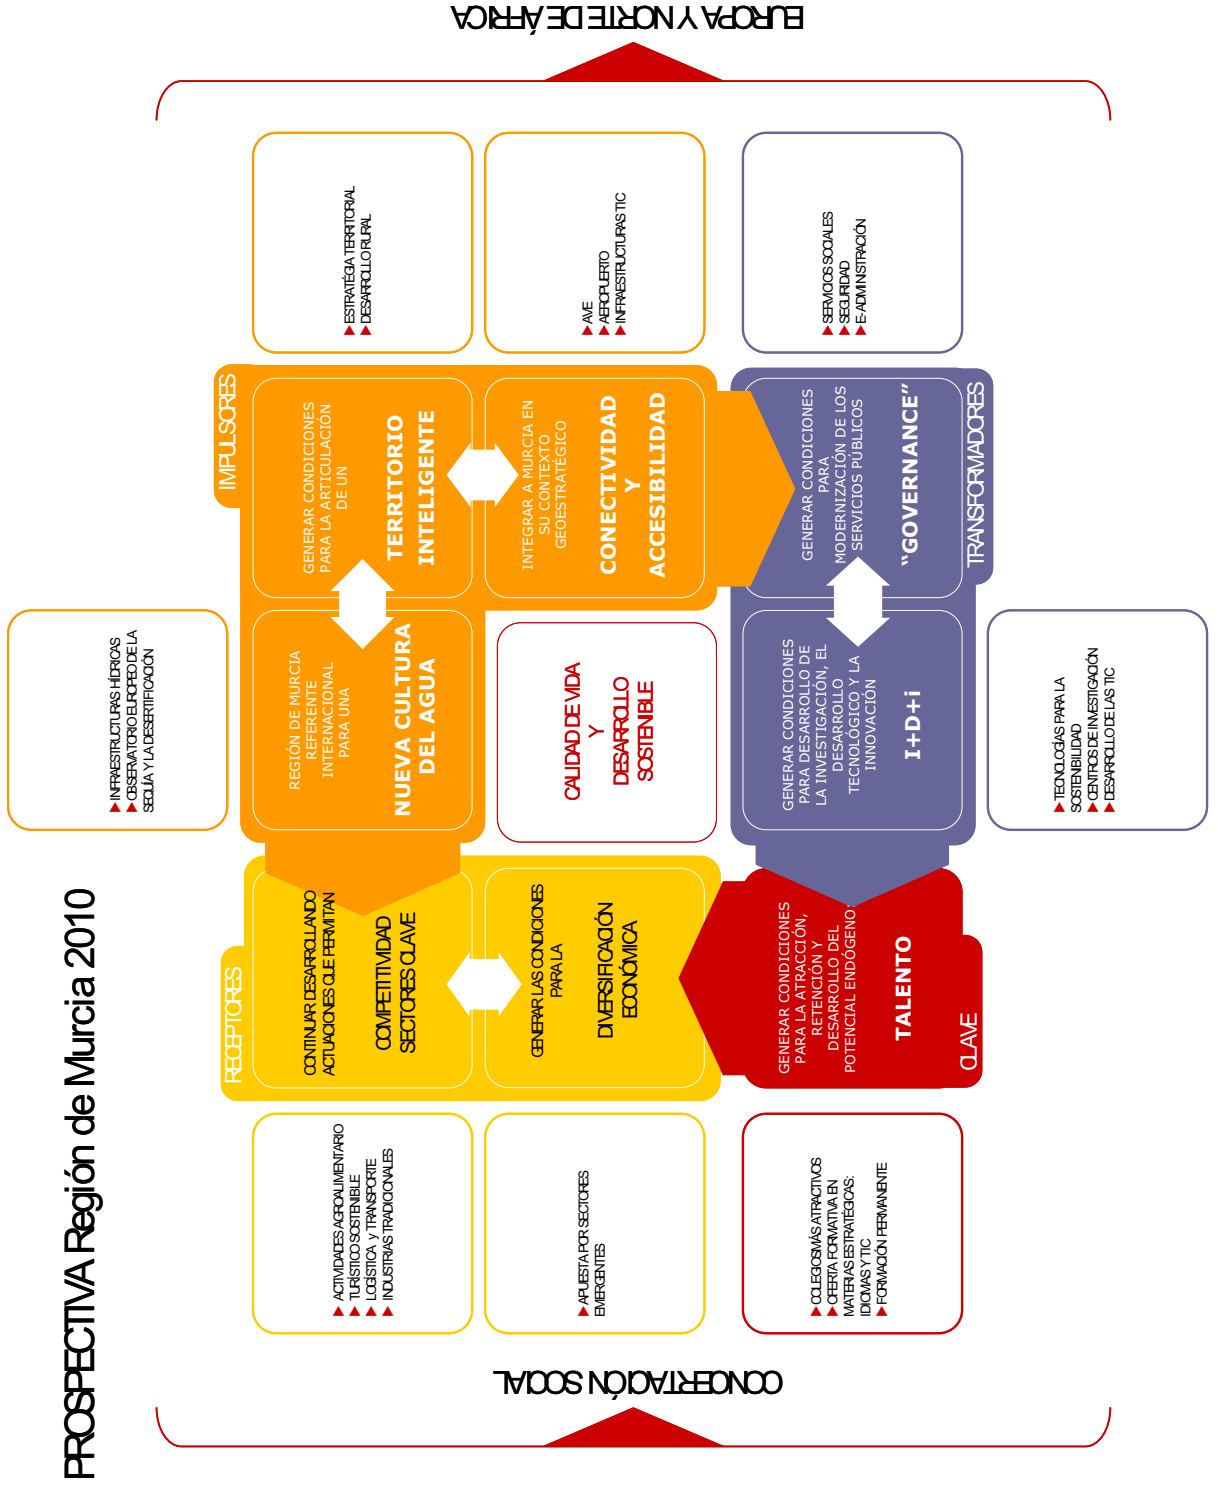 PROSPECTIVA Región de Murcia 2010
CONCERTACIÓN SOCIAL
ACTIVIDADES AGROALIMENTARIO
TURÍSTICO SOSTENIBLE
LOGÍSTICA y TRANSPORTE
INDUSTRIAS TRADICIONALES
RECEPTORES
CONTINUAR DESARROLLANDO
ACTUACIONES QUE PERMITAN
COMPETITIVIDAD
SECTORES CLAVE
INFRAESTRUCTURAS HÍDRICAS
OBSERVATORIO EUROPEO DE LA
SEQUÍA Y LA DESERTIFICACIÓN
REGIÓN DE MURCIA
REFERENTE
INTERNACIONAL
PARA UNA
NUEVA CULTURA
DEL AGUA
IMPULSORES
GENERAR CONDICIONES
PARA LA ARTICULACIÓN
DE UN
TERRITORIO
INTELIGENTE
ESTRATÉGIA TERRITORIAL
DESARROLLO RURAL
APUESTA POR SECTORES
EMERGENTES
GENERAR LAS CONDICIONES
PARA LA
DIVERSIFICACIÓN
ECONÓMICA
CALIDAD DE VIDA
Y
DESARROLLO
SOSTENIBLE
INTEGRAR A MURCIA EN
SU CONTEXTO
GEOESTRATÉGICO
CONECTIVIDAD
Y
ACCESIBILIDAD
AVE
AEROPUERTO
INFRAESTRUCTURAS TIC
COLEGIOS MÁS ATRACTIVOS
OFERTA FORMATIVA EN
MATERIAS ESTRATÉGICAS:
IDIOMAS Y TIC
FORMACIÓN PERMANENTE
GENERAR CONDICIONES
PARA LA ATRACCIÓN,
RETENCIÓN Y
DESARROLLO DEL
POTENCIAL ENDÓGENO:
TALENTO
CLAVE
GENERAR CONDICIONES
PARA DESARROLLO DE
LA INVESTIGACIÓN, EL
DESARROLLO
TECNOLÓGICO Y LA
INNOVACIÓN
I+D+i
TECNOLOGÍAS PARA LA
SOSTENIBILIDAD
CENTROS DE INVESTIGACIÓN
DESARROLLO DE LAS TIC
GENERAR CONDICIONES
PARA
MODERNIZACIÓN DE LOS
SERVICIOS PÚBLICOS
“GOVERNANCE”
TRANSFORMADORES
SERVICIOS SOCIALES
SEGURIDAD
E-ADMINISTRACIÓN
EUROPA Y NORTE DE ÁFRICA